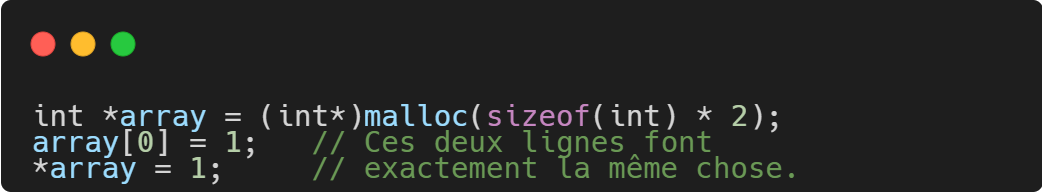 int *array = (int*)malloc(sizeof(int) * 2);
array[0] = 1;   // Ces deux lignes font
*array = 1;     // exactement la même chose.